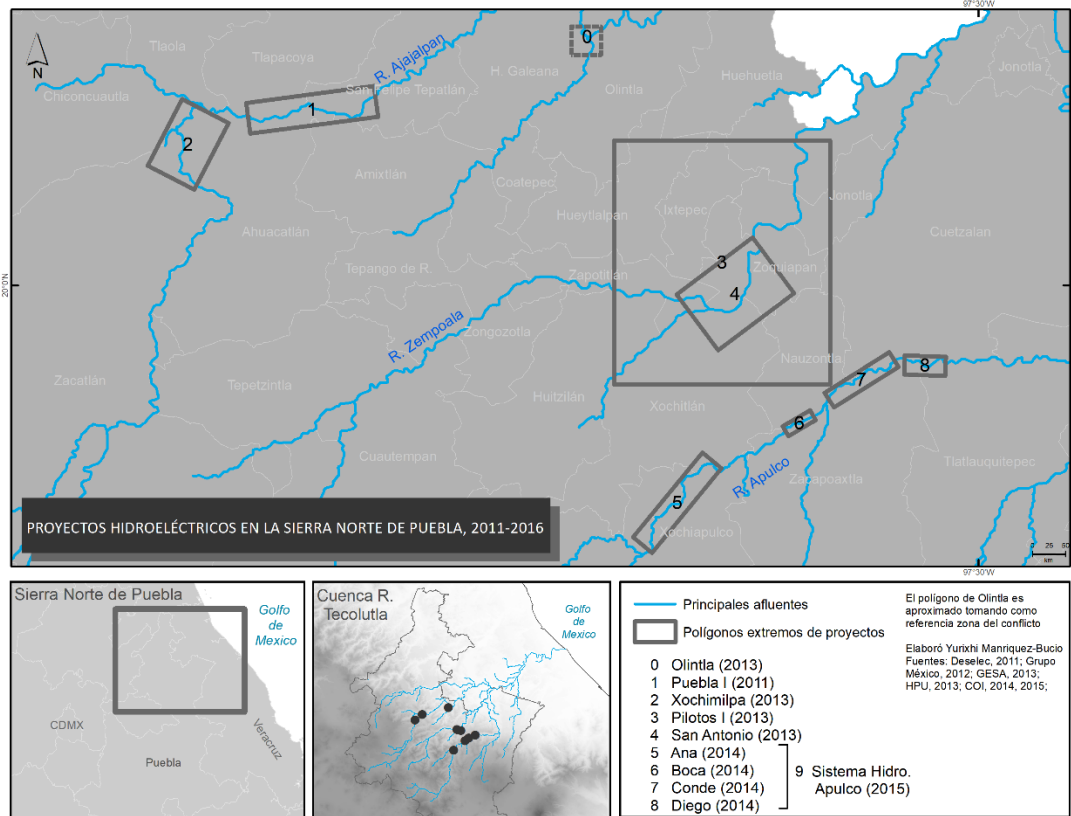 97°30'W
Tlaola
Tlapacoya
R. Ajajalpan
0
N
Chiconcuautla
San Felipe Tepatlán
H. Galeana
Olintla
Huehuetla
Jonotla
1
2
Amixtlán
Coatepec
Hueytlalpan
Ixtepec
Jonotla
Ahuacatlán
Cuetzalan
Tepango de R.
Zapotitlán
3
Zoquiapan
20°0'N
4
R. Zempoala
Zongozotla
Nauzontla
Zacatlán
Tepetzintla
Huitzilán
Xochitlán
7
8
6
Cuautempan
R. Apulco
Zacapoaxtla
Tlatlauquitepec
5
Xochiapulco
PROYECTOS HIDROELÉCTRICOS EN LA SIERRA NORTE DE PUEBLA, 2011-2016
0 25 50
km
97°30'W
Sierra Norte de Puebla
Golfo
de
Mexico
CDMX
Puebla
Veracruz
Cuenca R.
Tecolutla
Golfo
de
Mexico
Principales afluentes
Polígonos extremos de proyectos
0 Olintla (2013)
1 Puebla I (2011)
2 Xochimilpa (2013)
3 Pilotos I (2013)
4 San Antonio (2013)
5 Ana (2014)
6 Boca (2014)
7 Conde (2014)
8 Diego (2014)
9 Sistema Hidro.
Apulco (2015)
El polígono de Olintla es
aproximado tomando como
referencia zona del conflicto
Elaboró Yurixhi Manriquez-Bucio
Fuentes: Deselec, 2011; Grupo
México, 2012; GESA, 2013;
HPU, 2013; COI, 2014, 2015;